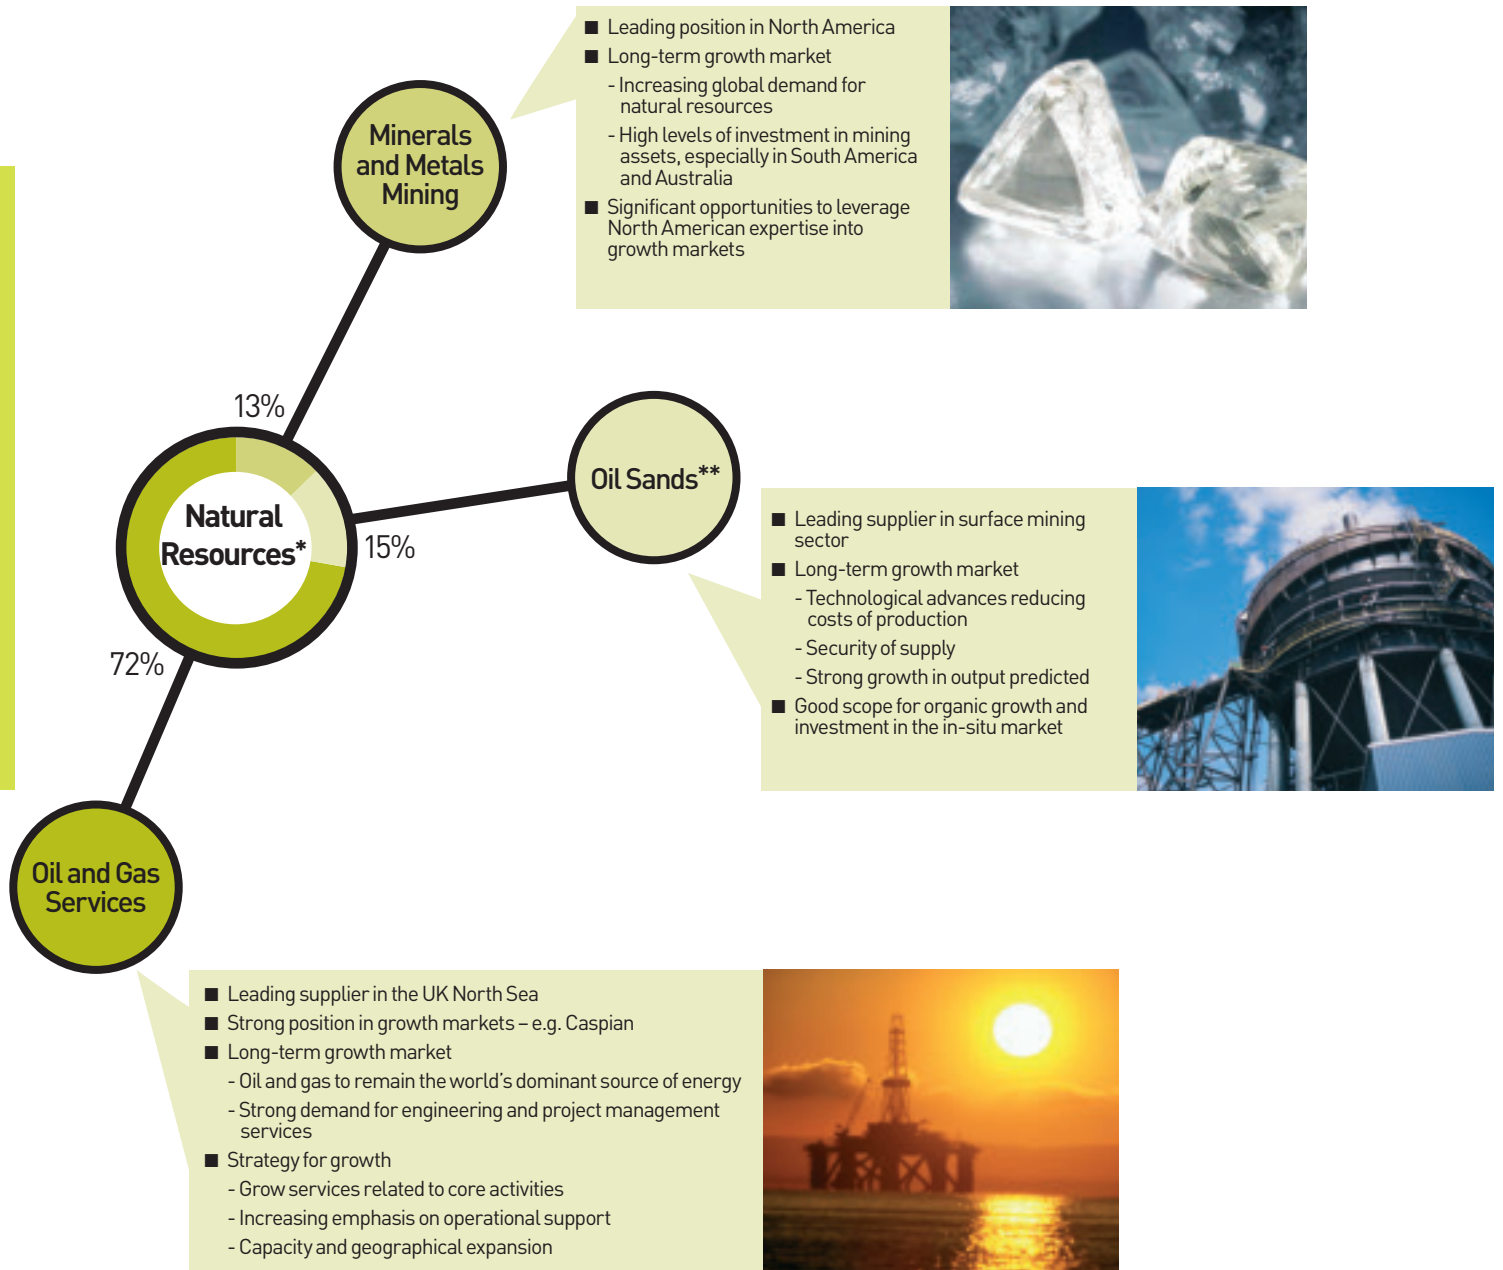 Minerals
and Metals
Mining
■ Leading position in North America
■ Long-term growth market
- Increasing global demand for
natural resources
- High levels of investment in mining
assets, especially in South America
and Australia
■ Significant opportunities to leverage
North American expertise into
growth markets
13%
Natural
Resources*
15%
72%
Oil Sands**
■ Leading supplier in surface mining
sector
■ Long-term growth market
- Technological advances reducing
costs of production
- Security of supply
- Strong growth in output predicted
■ Good scope for organic growth and
investment in the in-situ market
Oil and Gas
Services
■ Leading supplier in the UK North Sea
■ Strong position in growth markets – e.g. Caspian
■ Long-term growth market
- Oil and gas to remain the world’s dominant source of energy
- Strong demand for engineering and project management
services
■ Strategy for growth
- Grow services related to core activities
- Increasing emphasis on operational support
- Capacity and geographical expansion